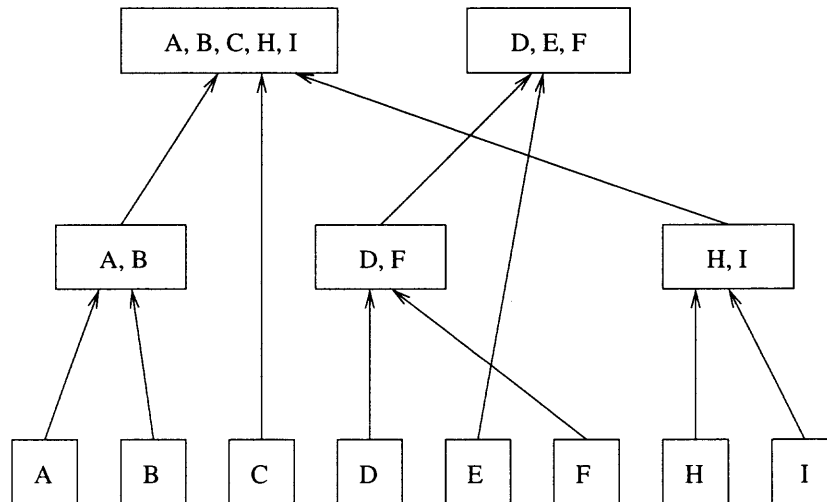 A, B, C, H, I
D, E, F
A, B
D, F
H, I
A
B
C
D
E
F
H
I